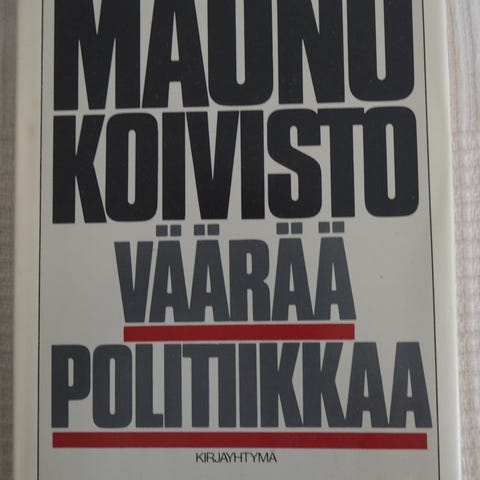 MAUNO
KOIVISTO
VÄÄRÄÄ
POLITIIKKAA
KIRJAYHTYMÄ